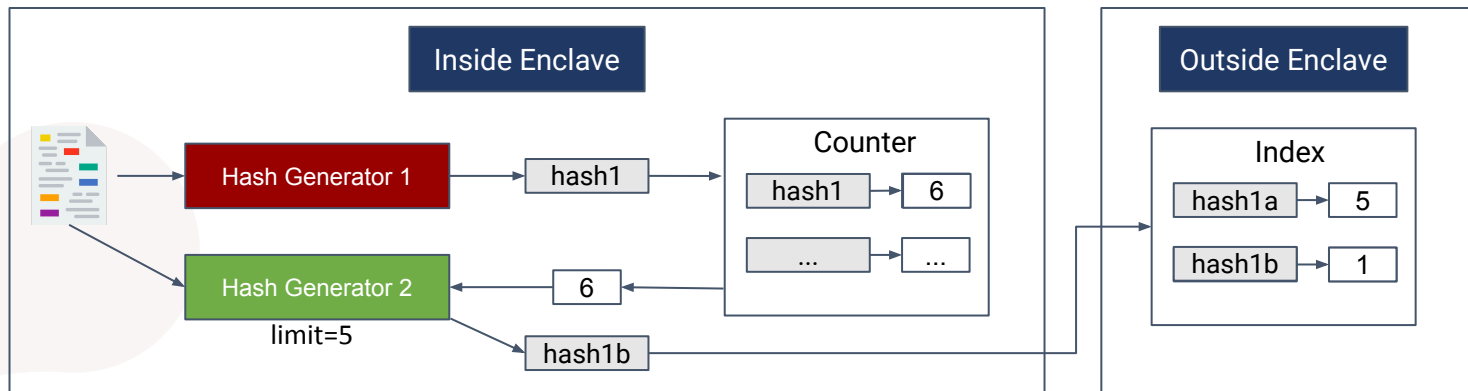 Inside Enclave
Outside Enclave
Hash Generator 1
hash1
Counter
hash1
6
...
...
Hash Generator 2
limit=5
6
hash1b
Index
hash1a
5
hash1b
1